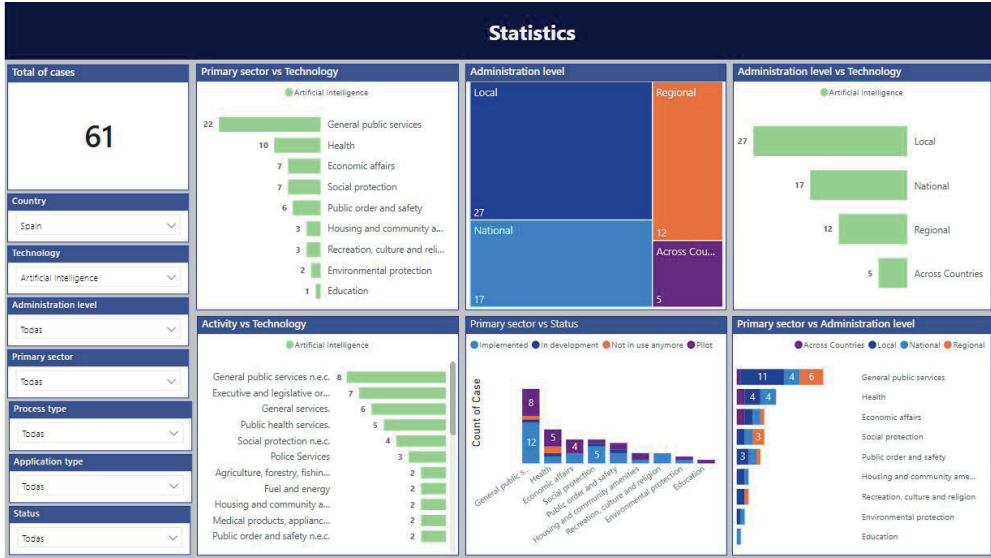 Statistics
Total of cases
61
Country
Spain
Technology
Artificial Intelligence
Administration level
Todas
Primary sector
Todas
Process type
Todas
Application type
Todas
Status
Todas
Primary sector vs Technology
Artificial Intelligence
22 General public services
10 Health
7 Economic affairs
7 Social protection
6 Public order and safety
3 Housing and community a...
3 Recreation, culture and reli...
2 Environmental protection
1 Education
Administration level
Local
27
Regional
12
National
17
Across Cou...
5
Administration level vs Technology
Artificial Intelligence
27 Local
17 National
12 Regional
5 Across Countries
Activity vs Technology
Artificial Intelligence
General public services n.e.c. 8
Executive and legislative or... 7
General services. 6
Public health services. 5
Social protection n.e.c. 4
Police Services 3
Agriculture, forestry, fishin... 2
Fuel and energy 2
Housing and community a... 2
Medical products, applianc... 2
Public order and safety n.e.c. 2
Primary sector vs Status
Implemented In development Not in use anymore Pilot
Count of Case
8
12
5
4
5
General public s...
Health
Economic affairs
Social protection
Public order and safety
Housing and community amenities
Recreation, culture and religion
Environmental protection
Education
Primary sector vs Administration level
Across Countries Local National Regional
11 4 6 General public services
4 4 Health
Economic affairs
3 Social protection
3 Public order and safety
Housing and community ame...
Recreation, culture and religion
Environmental protection
Education